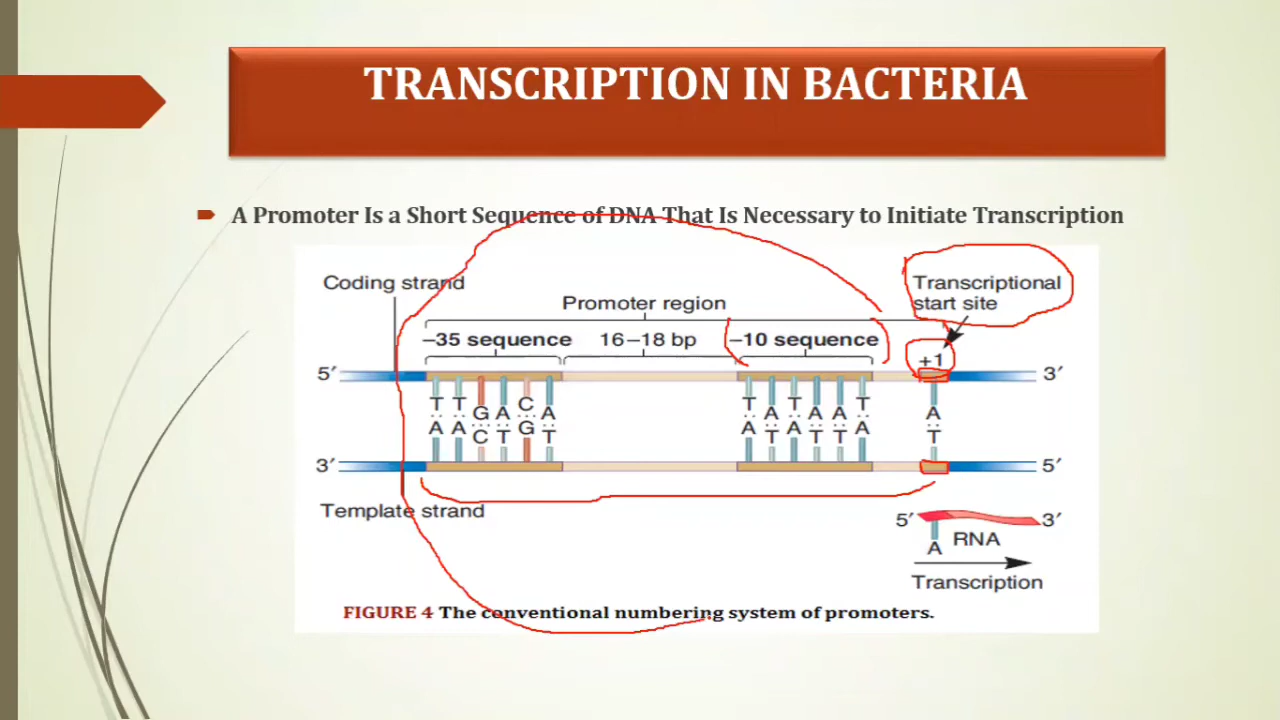 TRANSCRIPTION IN BACTERIA
A Promoter Is a Short Sequence of DNA That Is Necessary to Initiate Transcription
Coding strand
Transcriptional
start site
Promoter region
–35 sequence 16–18 bp –10 sequence
+1
5′ 3′
T T G A C A T A T A A T A
A A C T G T A T A T T A T
3′ 5′
Template strand
5′ 3′
A RNA
Transcription
FIGURE 4 The conventional numbering system of promoters.